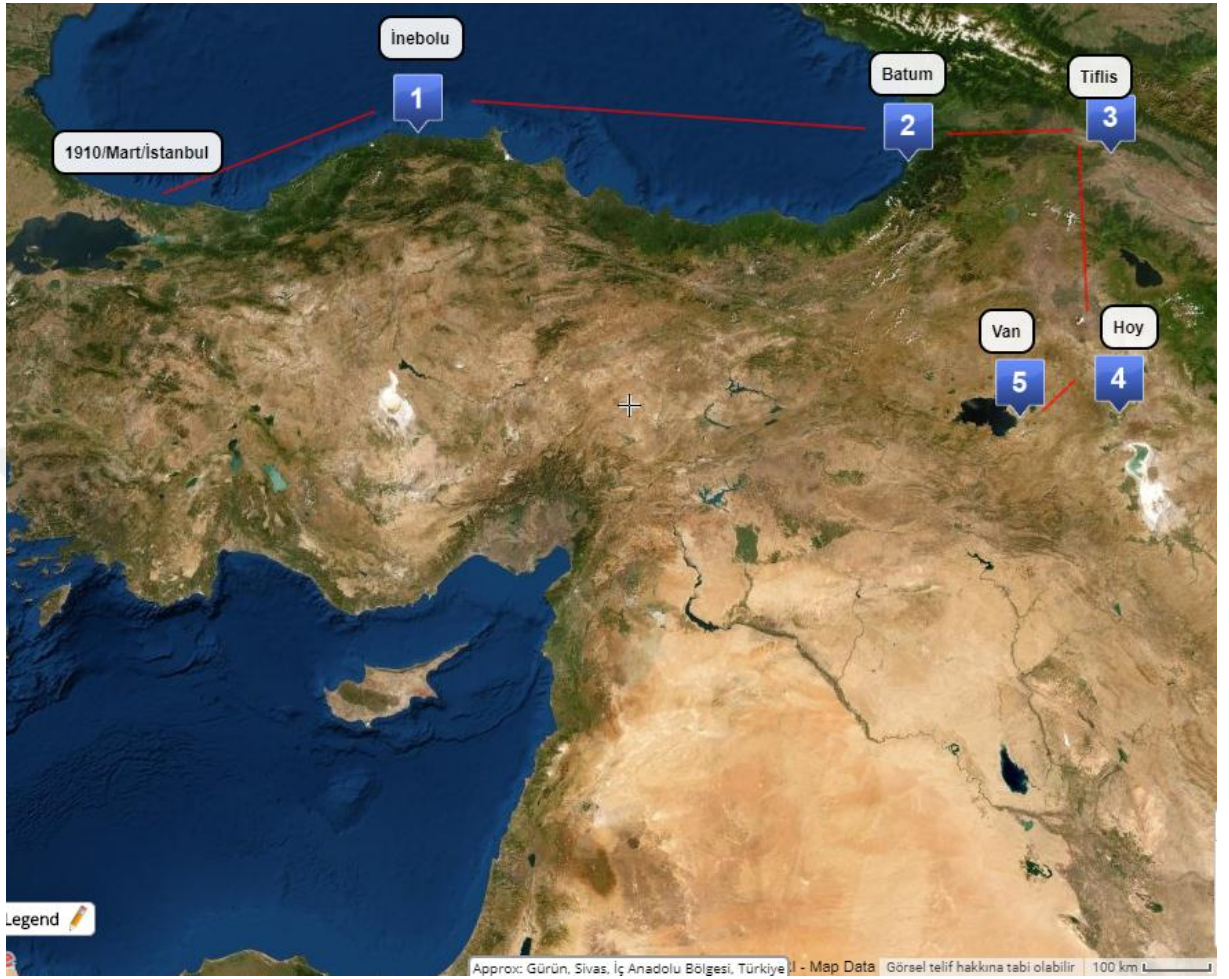 İnebolu
1
Batum
2
Tiflis
3
1910/Mart/İstanbul
Van
5
Hoy
4
Legend
Approx: Gürün, Sivas, İç Anadolu Bölgesi, Türkiye
- Map Data
Görsel telif hakkına tabi olabilir
100 km